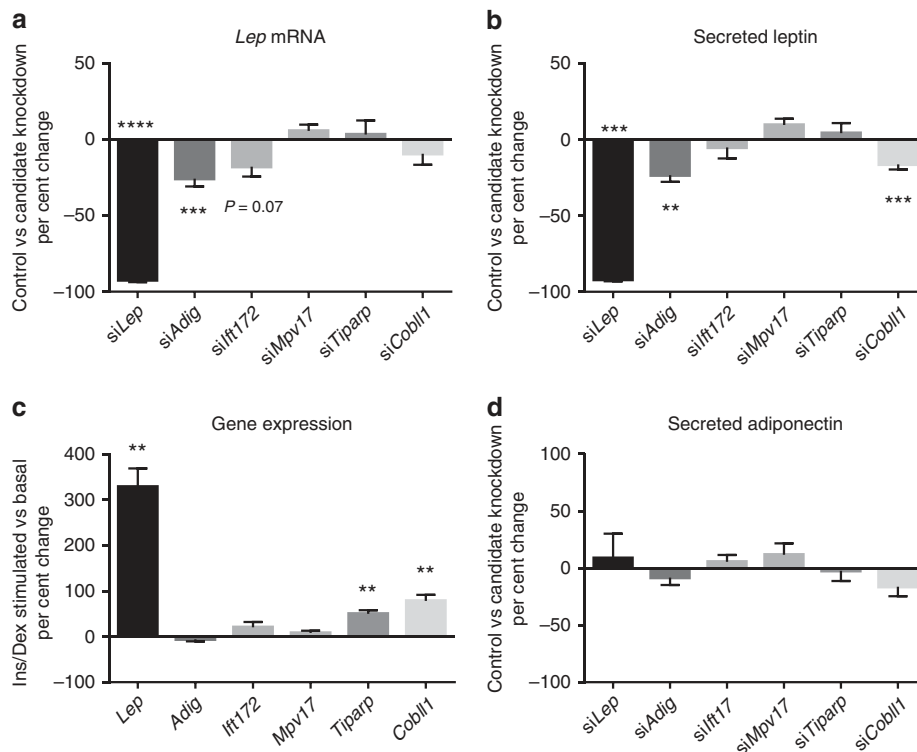 a
Lep mRNA
Control vs candidate knockdown
per cent change
50
0
−50
−100
****
***
P = 0.07
siLep
siAdig
siIft172
siMpv17
siTiparp
siCobll1
b
Secreted leptin
Control vs candidate knockdown
per cent change
50
0
−50
−100
***
**
***
siLep
siAdig
siIft172
siMpv17
siTiparp
siCobll1
c
Gene expression
Ins/Dex stimulated vs basal
per cent change
400
300
200
100
0
−100
**
**
**
Lep
Adig
Ift172
Mpv17
Tiparp
Cobll1
d
Secreted adiponectin
Control vs candidate knockdown
per cent change
100
50
0
−50
−100
siLep
siAdig
siIft17
siMpv17
siTiparp
siCobll1